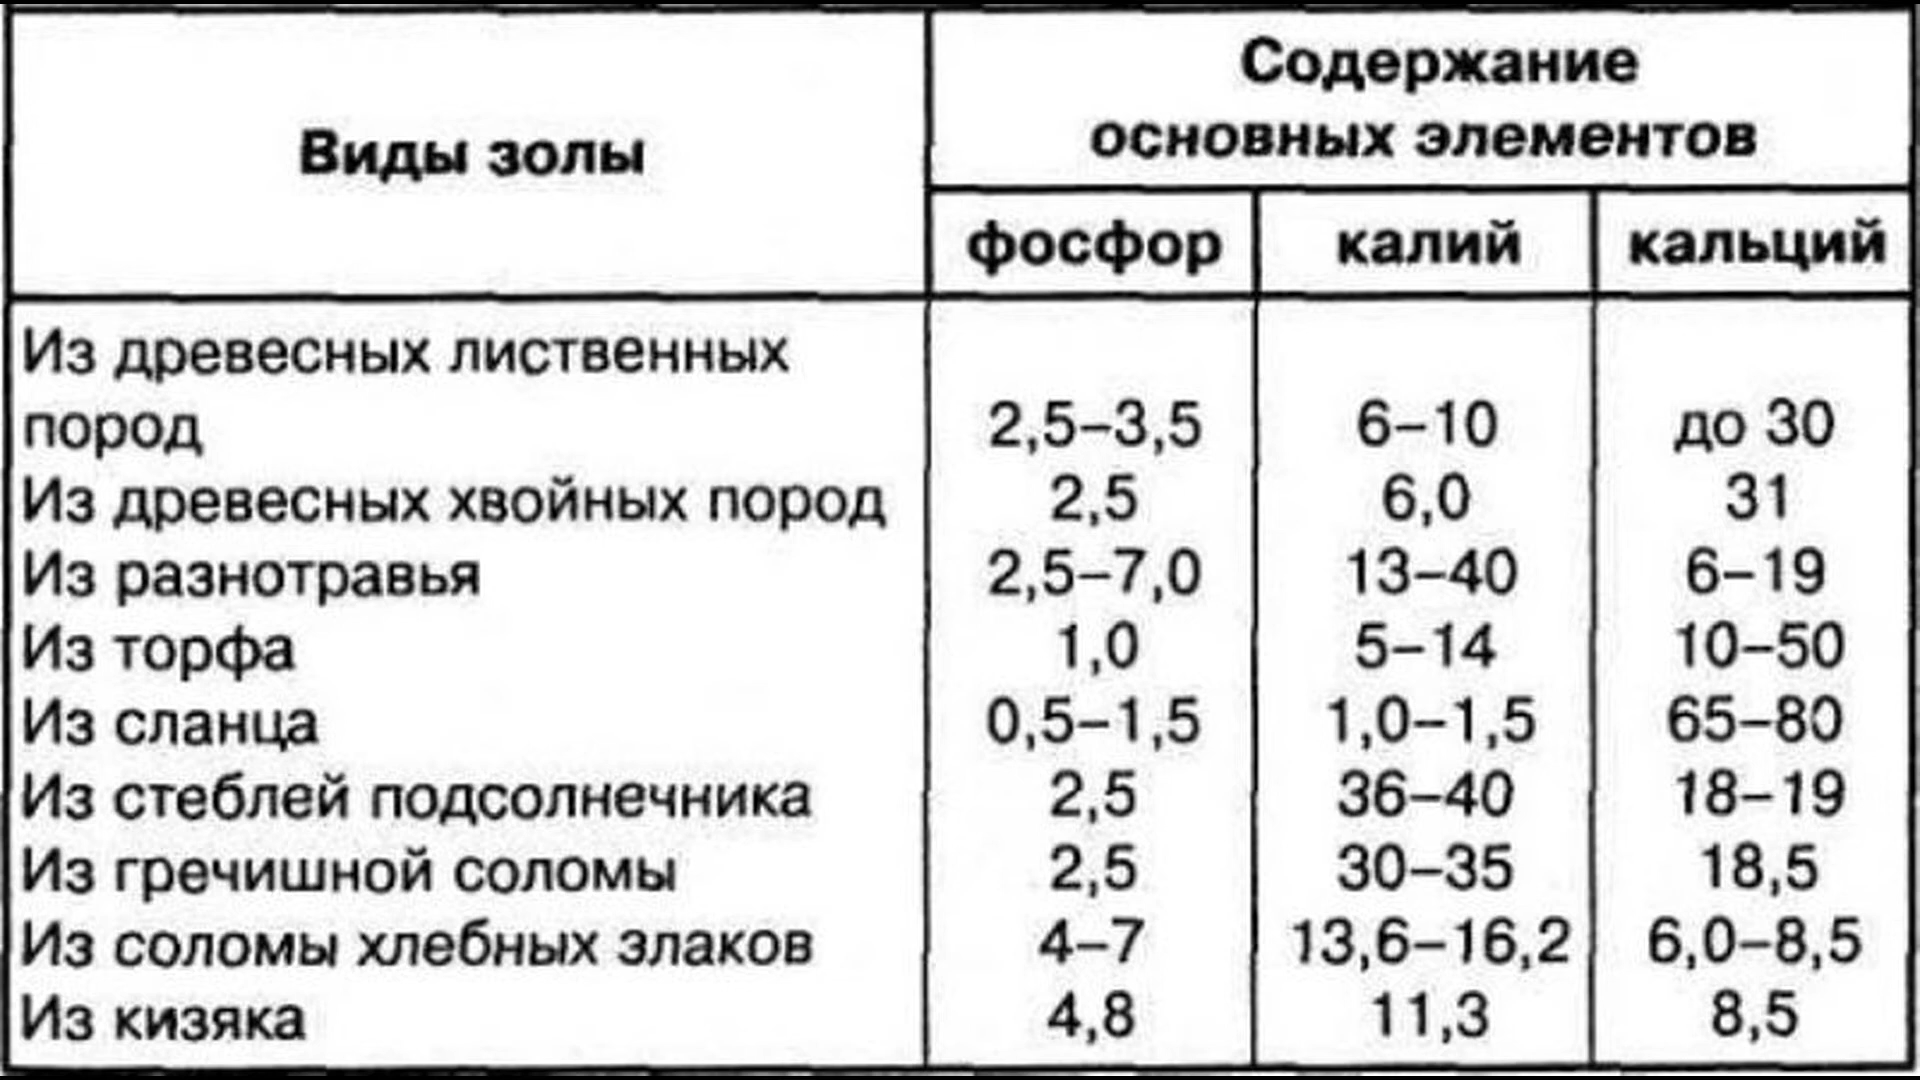 Виды золы
Содержание
основных элементов
фосфор калий кальций
Из древесных лиственных
пород 2,5–3,5 6–10 до 30
Из древесных хвойных пород 2,5 6,0 31
Из разнотравья 2,5–7,0 13–40 6–19
Из торфа 1,0 5–14 10–50
Из сланца 0,5–1,5 1,0–1,5 65–80
Из стеблей подсолнечника 2,5 36–40 18–19
Из гречишной соломы 2,5 30–35 18,5
Из соломы хлебных злаков 4–7 13,6–16,2 6,0–8,5
Из кизяка 4,8 11,3 8,5